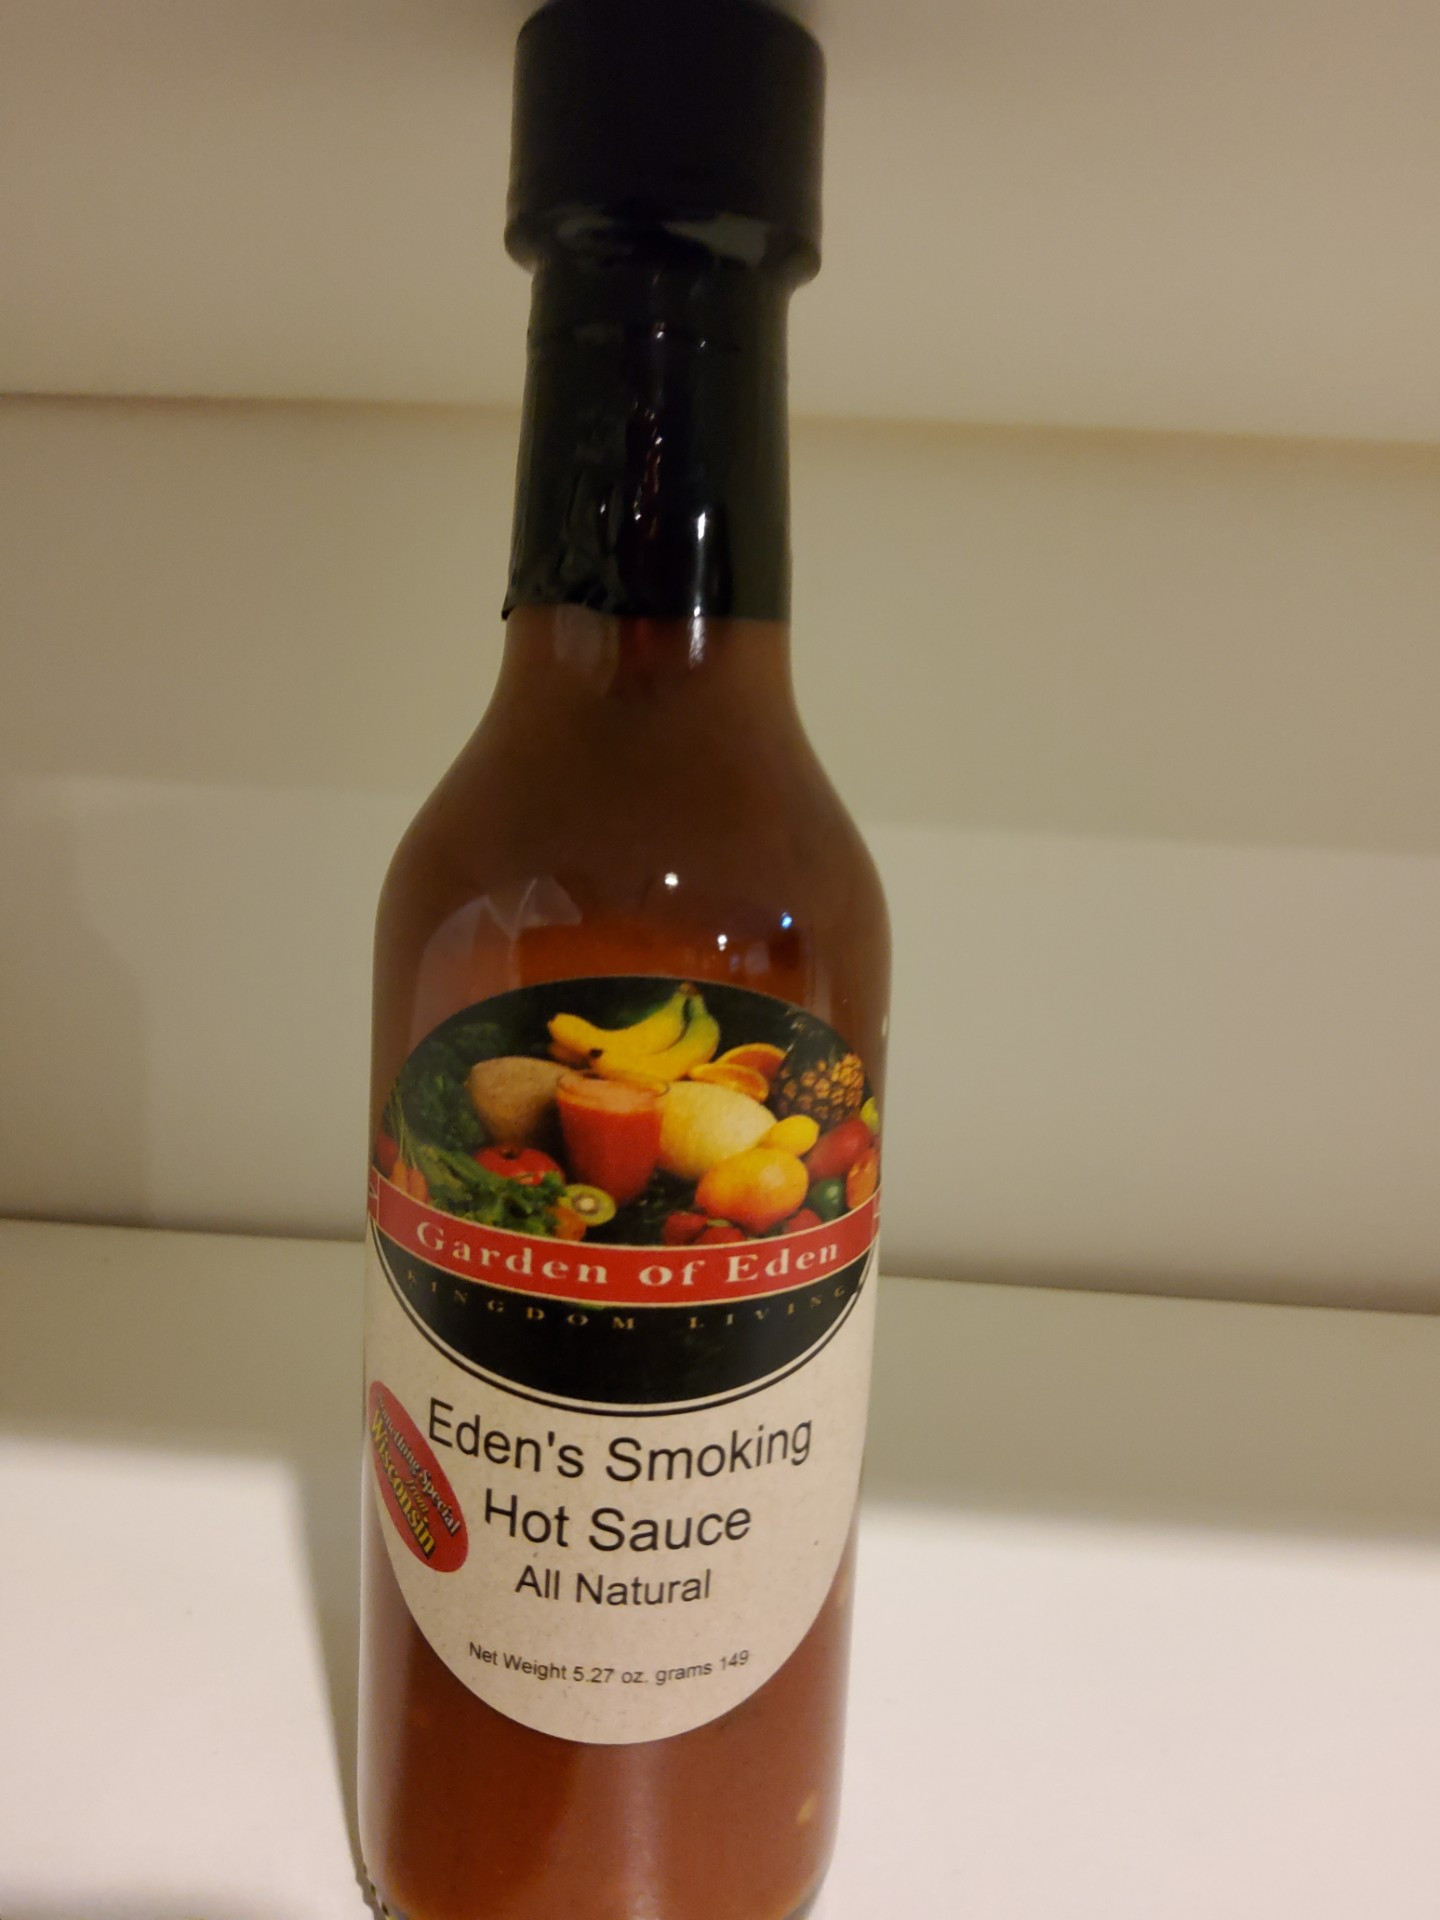 Garden of Eden
KINGDOM LIVING
Something Special
from
Wisconsin
Eden's Smoking
Hot Sauce
All Natural
Net Weight 5.27 oz. grams 149